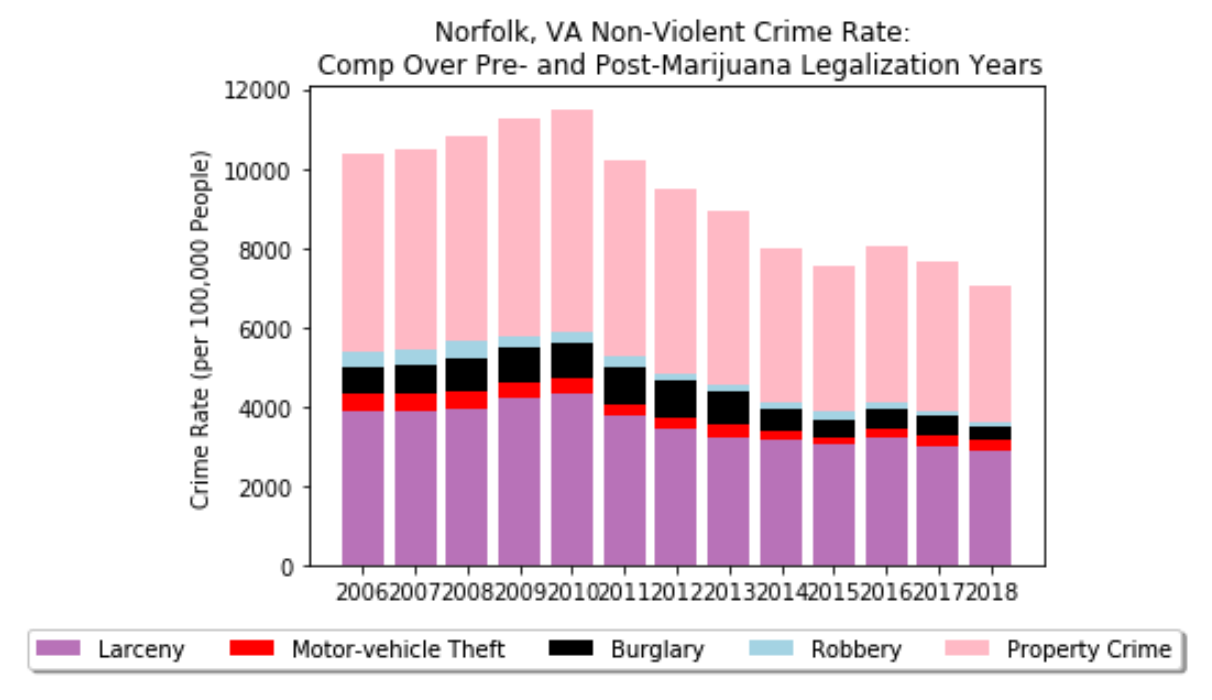 Norfolk, VA Non-Violent Crime Rate:
Comp Over Pre- and Post-Marijuana Legalization Years
Crime Rate (per 100,000 People)
12000
10000
8000
6000
4000
2000
0
2006 2007 2008 2009 2010 2011 2012 2013 2014 2015 2016 2017 2018
Larceny Motor-vehicle Theft Burglary Robbery Property Crime